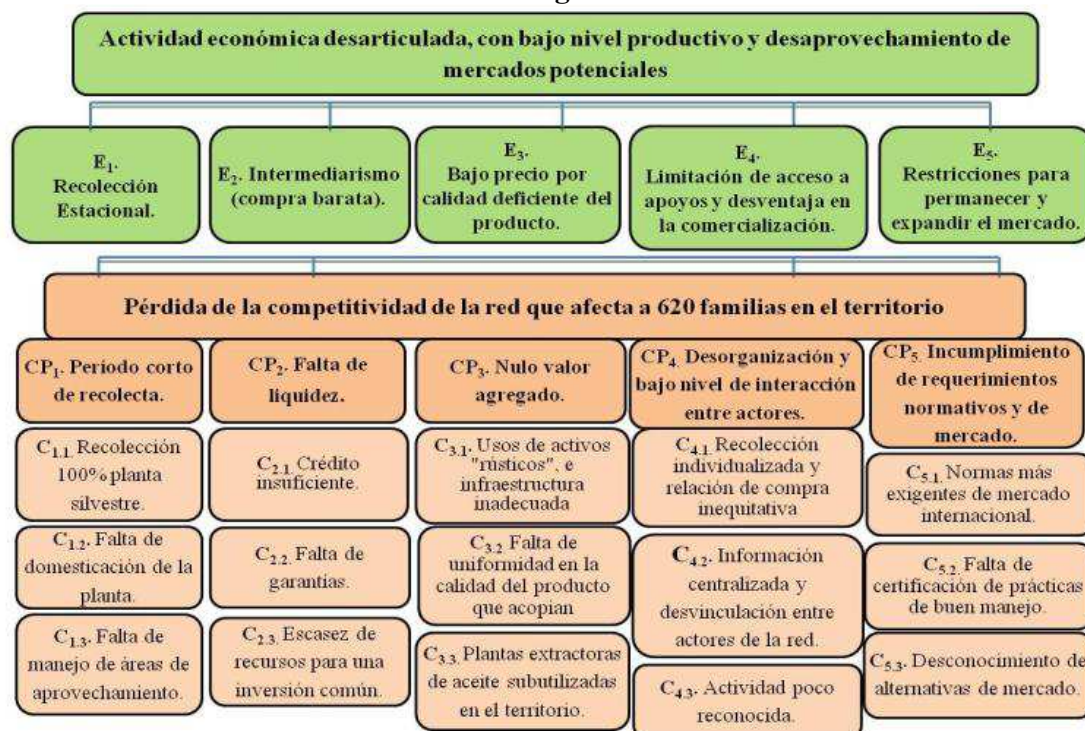 Actividad económica desarticulada, con bajo nivel productivo y desaprovechamiento de
mercados potenciales
E₁.
Recolección
Estacional.
E₂. Intermediarismo
(compra barata).
E₃.
Bajo precio por
calidad deficiente del
producto.
E₄.
Limitación de acceso a
apoyos y desventaja en
la comercialización.
E₅.
Restricciones para
permanecer y
expandir el mercado.
Pérdida de la competitividad de la red que afecta a 620 familias en el territorio
CP₁. Período corto
de recolecta.
CP₂. Falta de
liquidez.
CP₃. Nulo valor
agregado.
CP₄. Desorganización y
bajo nivel de interacción
entre actores.
CP₅. Incumplimiento
de requerimientos
normativos y de
mercado.
C₁.₁. Recolección
100% planta
silvestre.
C₁.₂. Falta de
domesticación de la
planta.
C₁.₃. Falta de
manejo de áreas de
aprovechamiento.
C₂.₁. Crédito
insuficiente.
C₂.₂. Falta de
garantías.
C₂.₃. Escasez de
recursos para una
inversión común.
C₃.₁. Usos de activos
"rústicos", e
infraestructura
inadecuada
C₃.₂ Falta de
uniformidad en la
calidad del producto
que acopian
C₃.₃. Plantas extractoras
de aceite subutilizadas
en el territorio.
C₄.₁. Recolección
individualizada y
relación de compra
inequitativa
C₄.₂. Información
centralizada y
desvinculación entre
actores de la red.
C₄.₃. Actividad poco
reconocida.
C₅.₁. Normas más
exigentes de mercado
internacional.
C₅.₂. Falta de
certificación de prácticas
de buen manejo.
C₅.₃. Desconocimiento de
alternativas de mercado.